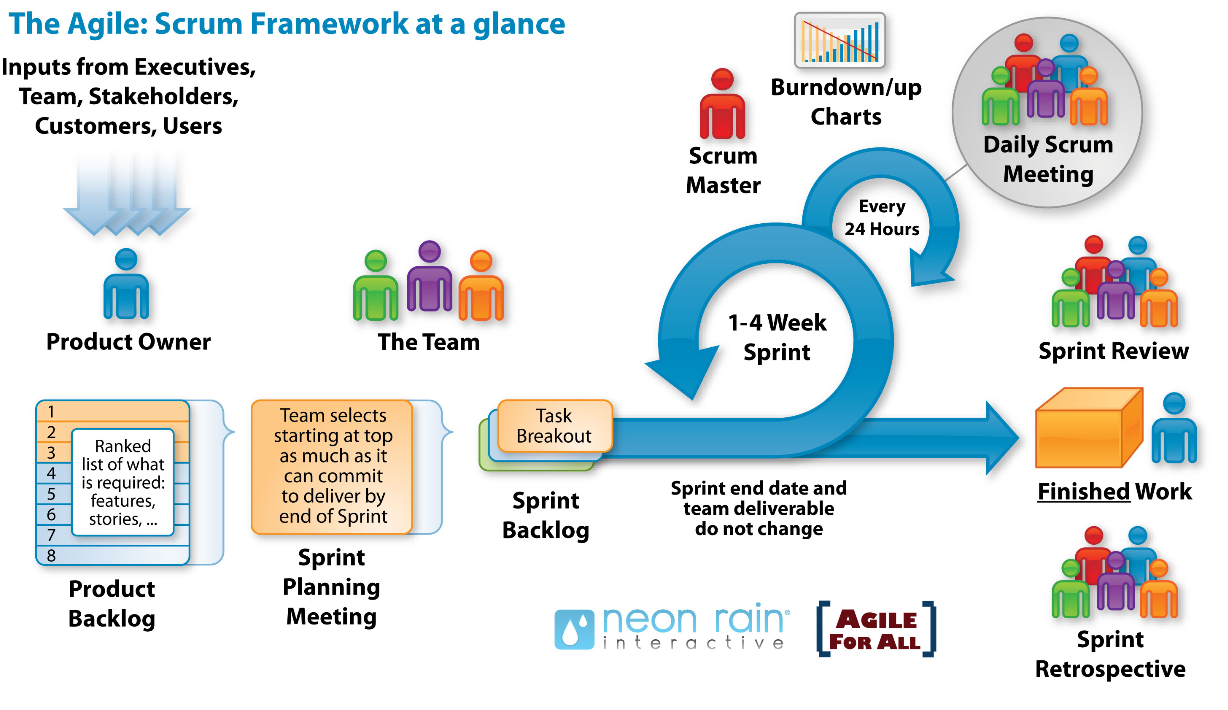 The Agile: Scrum Framework at a glance
Inputs from Executives,
Team, Stakeholders,
Customers, Users
Product Owner
The Team
Scrum
Master
Burndown/up
Charts
Daily Scrum
Meeting
Every
24 Hours
1-4 Week
Sprint
Sprint Review
1
2
3
4
5
6
7
8
Ranked
list of what
is required:
features,
stories, ...
Product
Backlog
Team selects
starting at top
as much as it
can commit
to deliver by
end of Sprint
Sprint
Planning
Meeting
Task
Breakout
Sprint
Backlog
Sprint end date and
team deliverable
do not change
Finished Work
Sprint
Retrospective
neon rain®
interactive
AGILE
FOR ALL